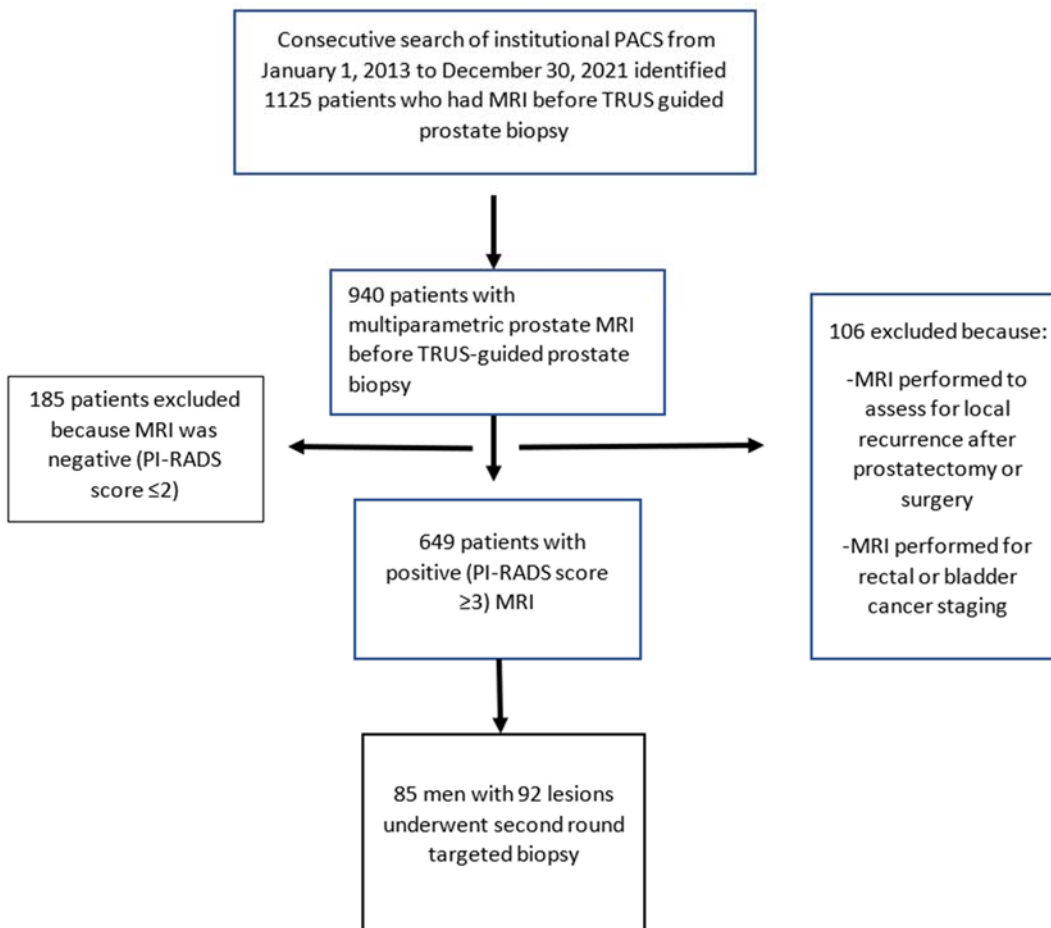 Consecutive search of institutional PACS from
January 1, 2013 to December 30, 2021 identified
1125 patients who had MRI before TRUS guided
prostate biopsy
940 patients with
multiparametric prostate MRI
before TRUS-guided prostate
biopsy
185 patients excluded
because MRI was
negative (PI-RADS
score ≤2)
106 excluded because:
-MRI performed to
assess for local
recurrence after
prostatectomy or
surgery
-MRI performed for
rectal or bladder
cancer staging
649 patients with
positive (PI-RADS score
≥3) MRI
85 men with 92 lesions
underwent second round
targeted biopsy